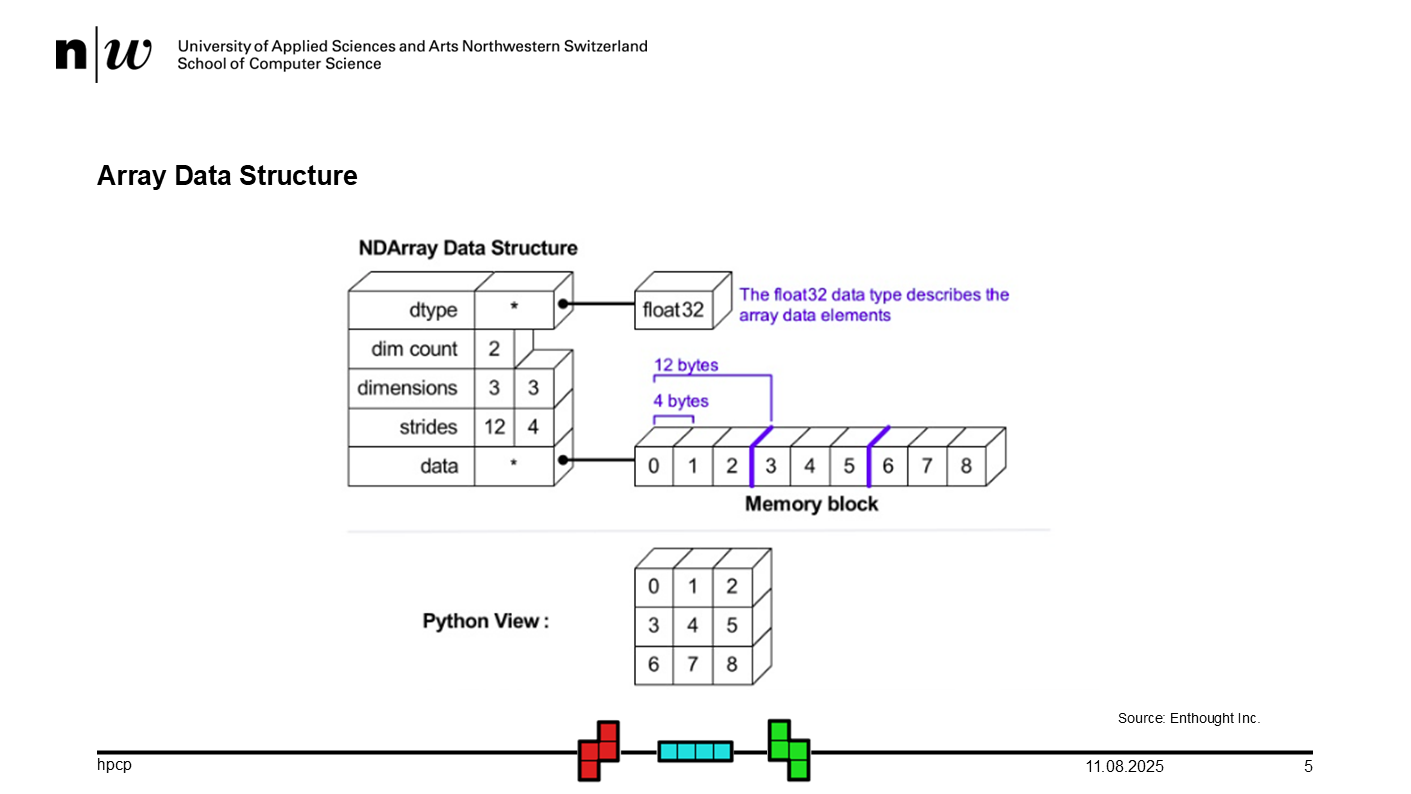 n|w University of Applied Sciences and Arts Northwestern Switzerland
School of Computer Science
Array Data Structure
NDArray Data Structure
dtype *
float32
The float32 data type describes the
array data elements
dim count 2
dimensions 3 3
strides 12 4
data *
12 bytes
4 bytes
0 1 2 3 4 5 6 7 8
Memory block
Python View :
0 1 2
3 4 5
6 7 8
Source: Enthought Inc.
hpcp
11.08.2025
5